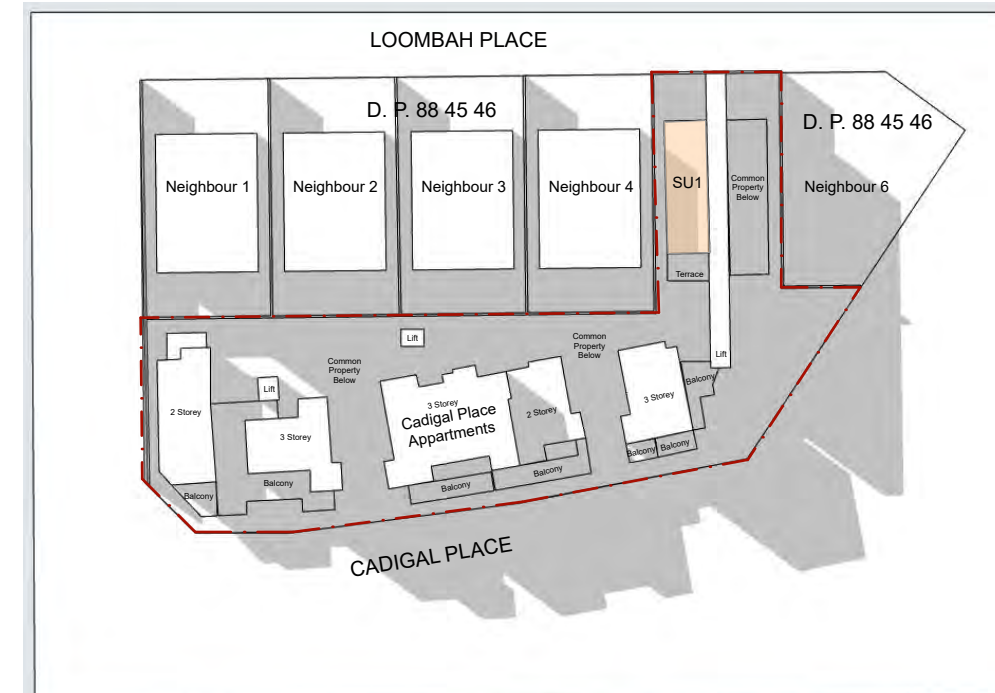 LOOMBAH PLACE
D. P. 88 45 46
D. P. 88 45 46
Neighbour 1
Neighbour 2
Neighbour 3
Neighbour 4
SU1
Common
Property
Below
Neighbour 6
Terrace
Lift
Common
Property
Below
Lift
Common
Property
Below
Lift
Balcony
2 Storey
3 Storey
3 Storey
Cadigal Place
Appartments
2 Storey
3 Storey
Balcony
Balcony
Balcony
Balcony
Balcony
Balcony
CADIGAL PLACE